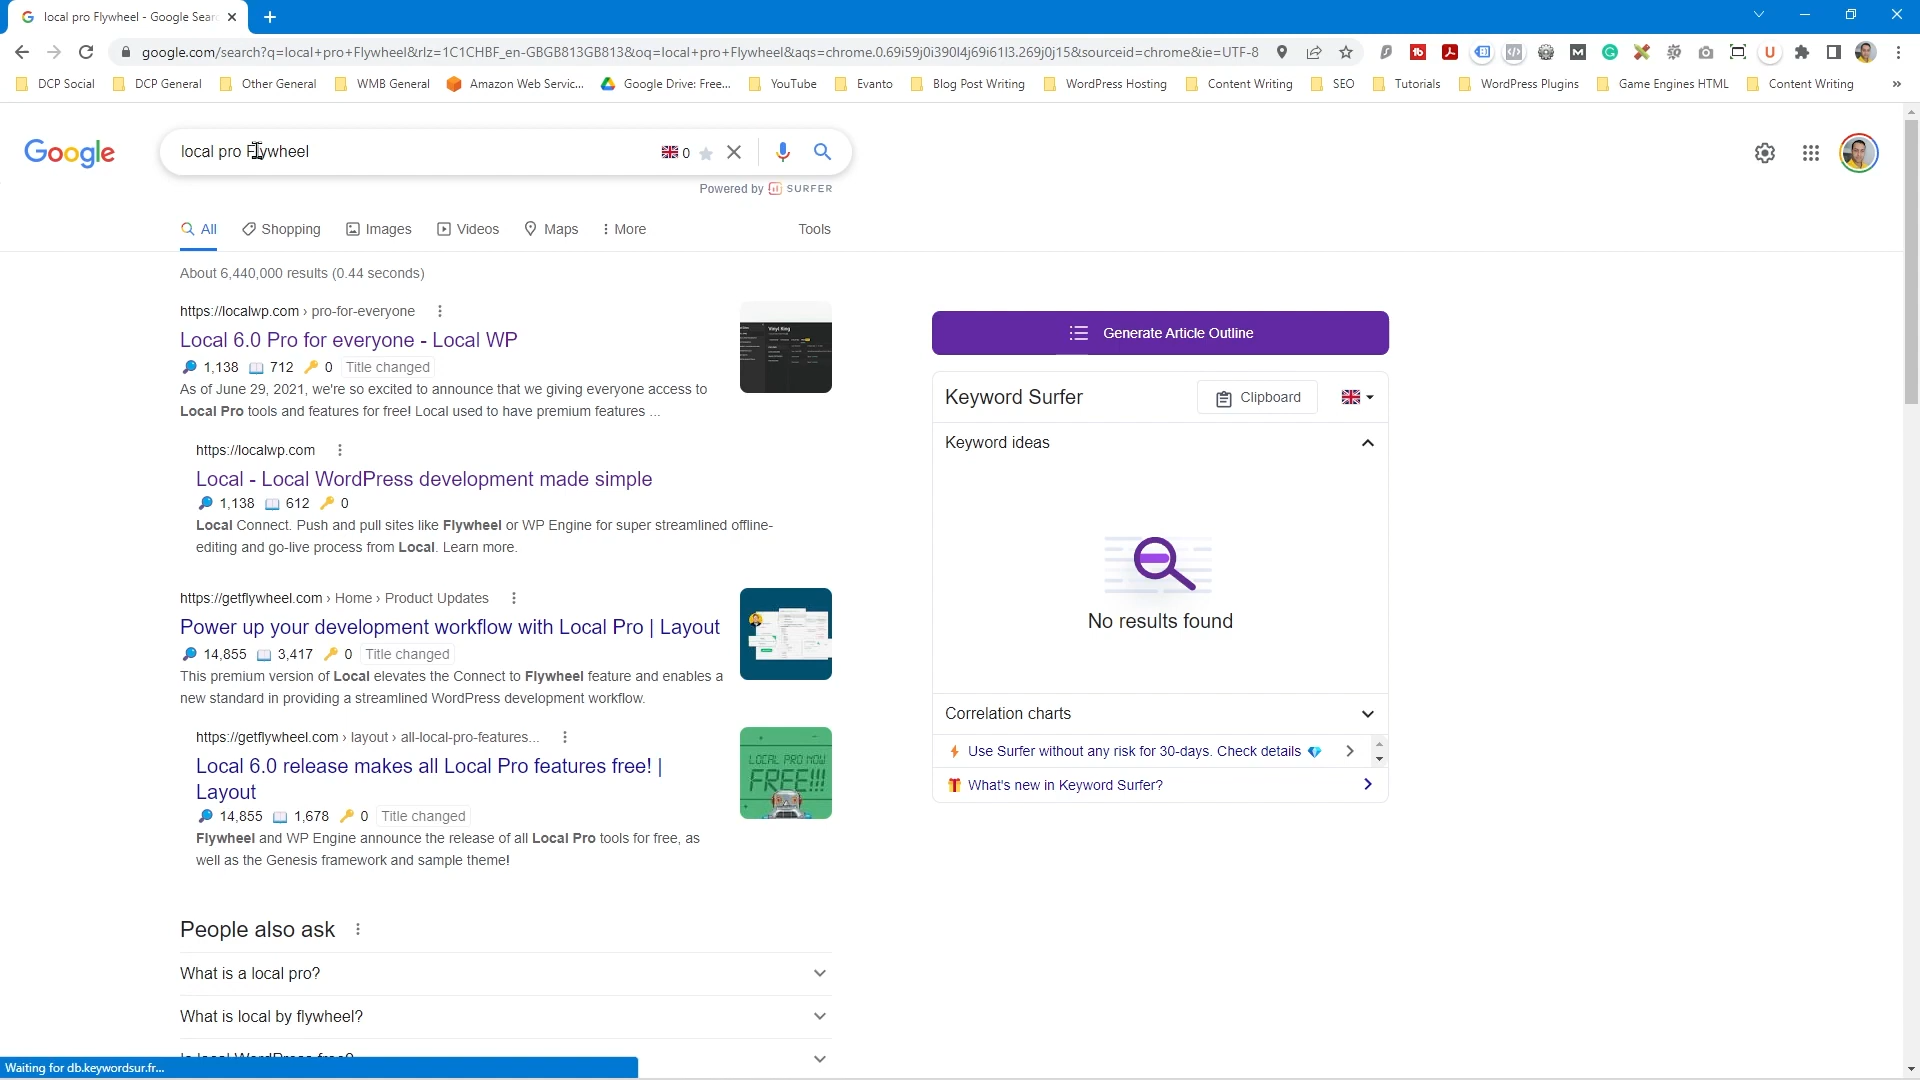 local pro Flywheel - Google Sear
google.com/search?q=local+pro+Flywheel&rlz=1C1CHBF_en-GBGB813GB813&oq=local+pro+Flywheel&aqs=chrome.0.69i59j0i390l4j69i61l3.269j0j15&sourceid=chrome&ie=UTF-8
DCP Social DCP General Other General WMB General Amazon Web Servic... Google Drive: Free... YouTube Evanto Blog Post Writing WordPress Hosting Content Writing SEO Tutorials WordPress Plugins Game Engines HTML Content Writing »
Google
local pro Flywheel 0
Powered by SURFER
All Shopping Images Videos Maps More Tools
About 6,440,000 results (0.44 seconds)
https://localwp.com › pro-for-everyone
Local 6.0 Pro for everyone - Local WP
1,138 712 0 Title changed
As of June 29, 2021, we're so excited to announce that we giving everyone access to
Local Pro tools and features for free! Local used to have premium features ...
https://localwp.com
Local - Local WordPress development made simple
1,138 612 0
Local Connect. Push and pull sites like Flywheel or WP Engine for super streamlined offline-
editing and go-live process from Local. Learn more.
https://getflywheel.com › Home › Product Updates
Power up your development workflow with Local Pro | Layout
14,855 3,417 0 Title changed
This premium version of Local elevates the Connect to Flywheel feature and enables a
new standard in providing a streamlined WordPress development workflow.
https://getflywheel.com › layout › all-local-pro-features...
Local 6.0 release makes all Local Pro features free! |
Layout
14,855 1,678 0 Title changed
Flywheel and WP Engine announce the release of all Local Pro tools for free, as
well as the Genesis framework and sample theme!
LOCAL PRO NOW
FREE!!!
People also ask
What is a local pro?
What is local by flywheel?
Is local WordPress free?
Generate Article Outline
Keyword Surfer Clipboard
Keyword ideas
No results found
Correlation charts
Use Surfer without any risk for 30-days. Check details
What's new in Keyword Surfer?
Waiting for db.keywordsur.fr...